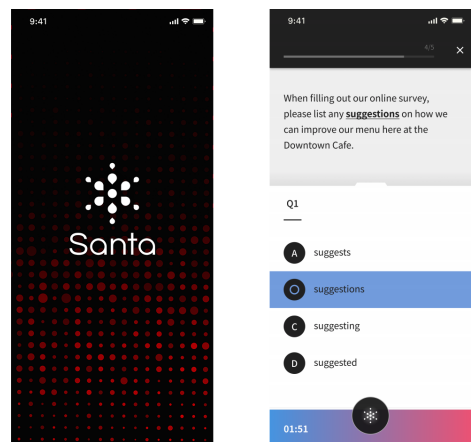 9:41
Santa
9:41
4/5
When filling out our online survey,
please list any suggestions on how we
can improve our menu here at the
Downtown Cafe.
Q1
A suggests
suggestions
C suggesting
D suggested
01:51